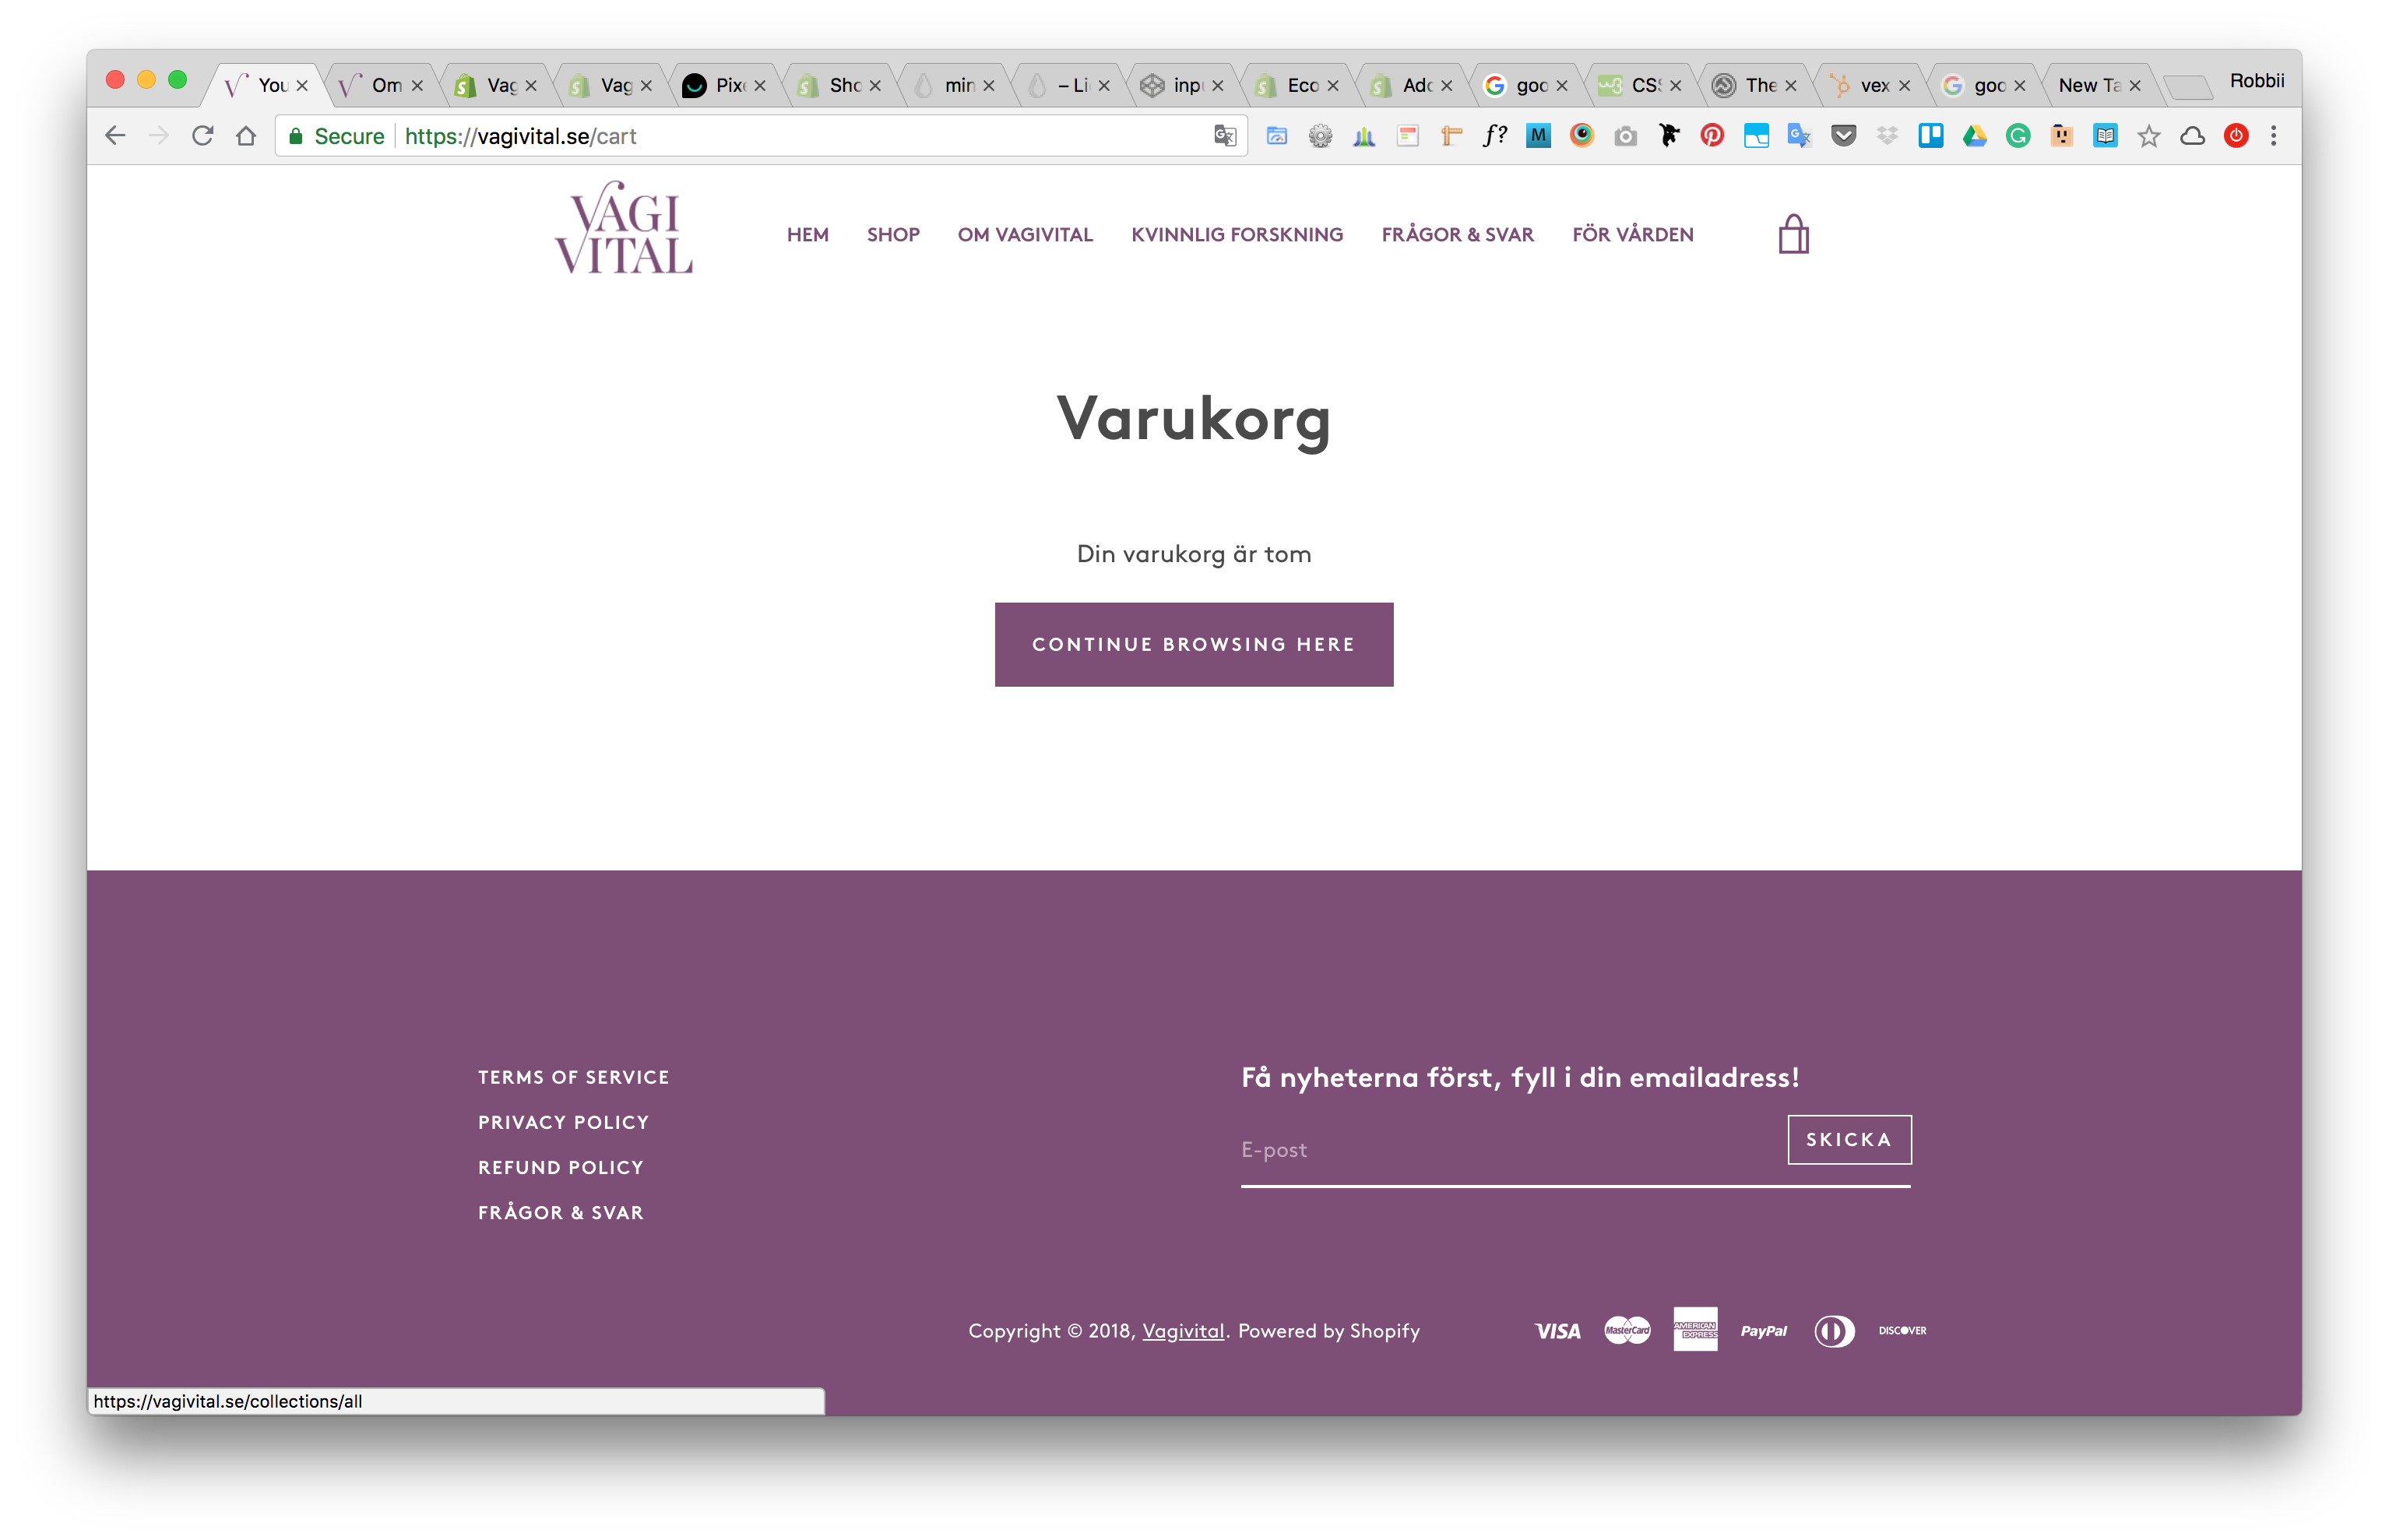 You Om Vag Vag Pix Sho min – Li inp Eco Adc goo CSS The vex goo New Ta Robbii
Secure https://vagivital.se/cart f? M
VAGI
VITAL
HEM SHOP OM VAGIVITAL KVINNLIG FORSKNING FRÅGOR & SVAR FÖR VÅRDEN
Varukorg
Din varukorg är tom
CONTINUE BROWSING HERE
TERMS OF SERVICE
PRIVACY POLICY
REFUND POLICY
FRÅGOR & SVAR
Få nyheterna först, fyll i din emailadress!
E-post
SKICKA
Copyright © 2018, Vagivital. Powered by Shopify
VISA MasterCard AMERICAN EXPRESS PayPal DISCOVER
https://vagivital.se/collections/all